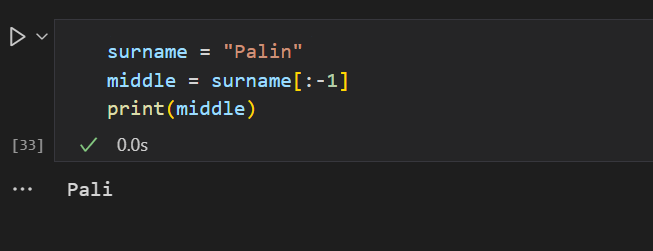 surname = "Palin"
middle = surname[:-1]
print(middle)
[33] 0.0s
Pali